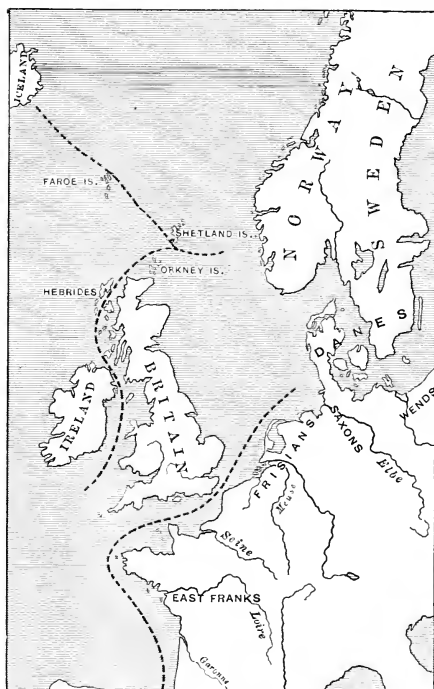 ICELAND
NORWAY
SWEDEN
FAROE IS.
SHETLAND IS.
ORKNEY IS.
HEBRIDES
DANES
IRELAND
BRITAIN
WENDS
SAXONS
FRISIANS
Elbe
Meuse
Seine
EAST FRANKS
Loire
Garonne